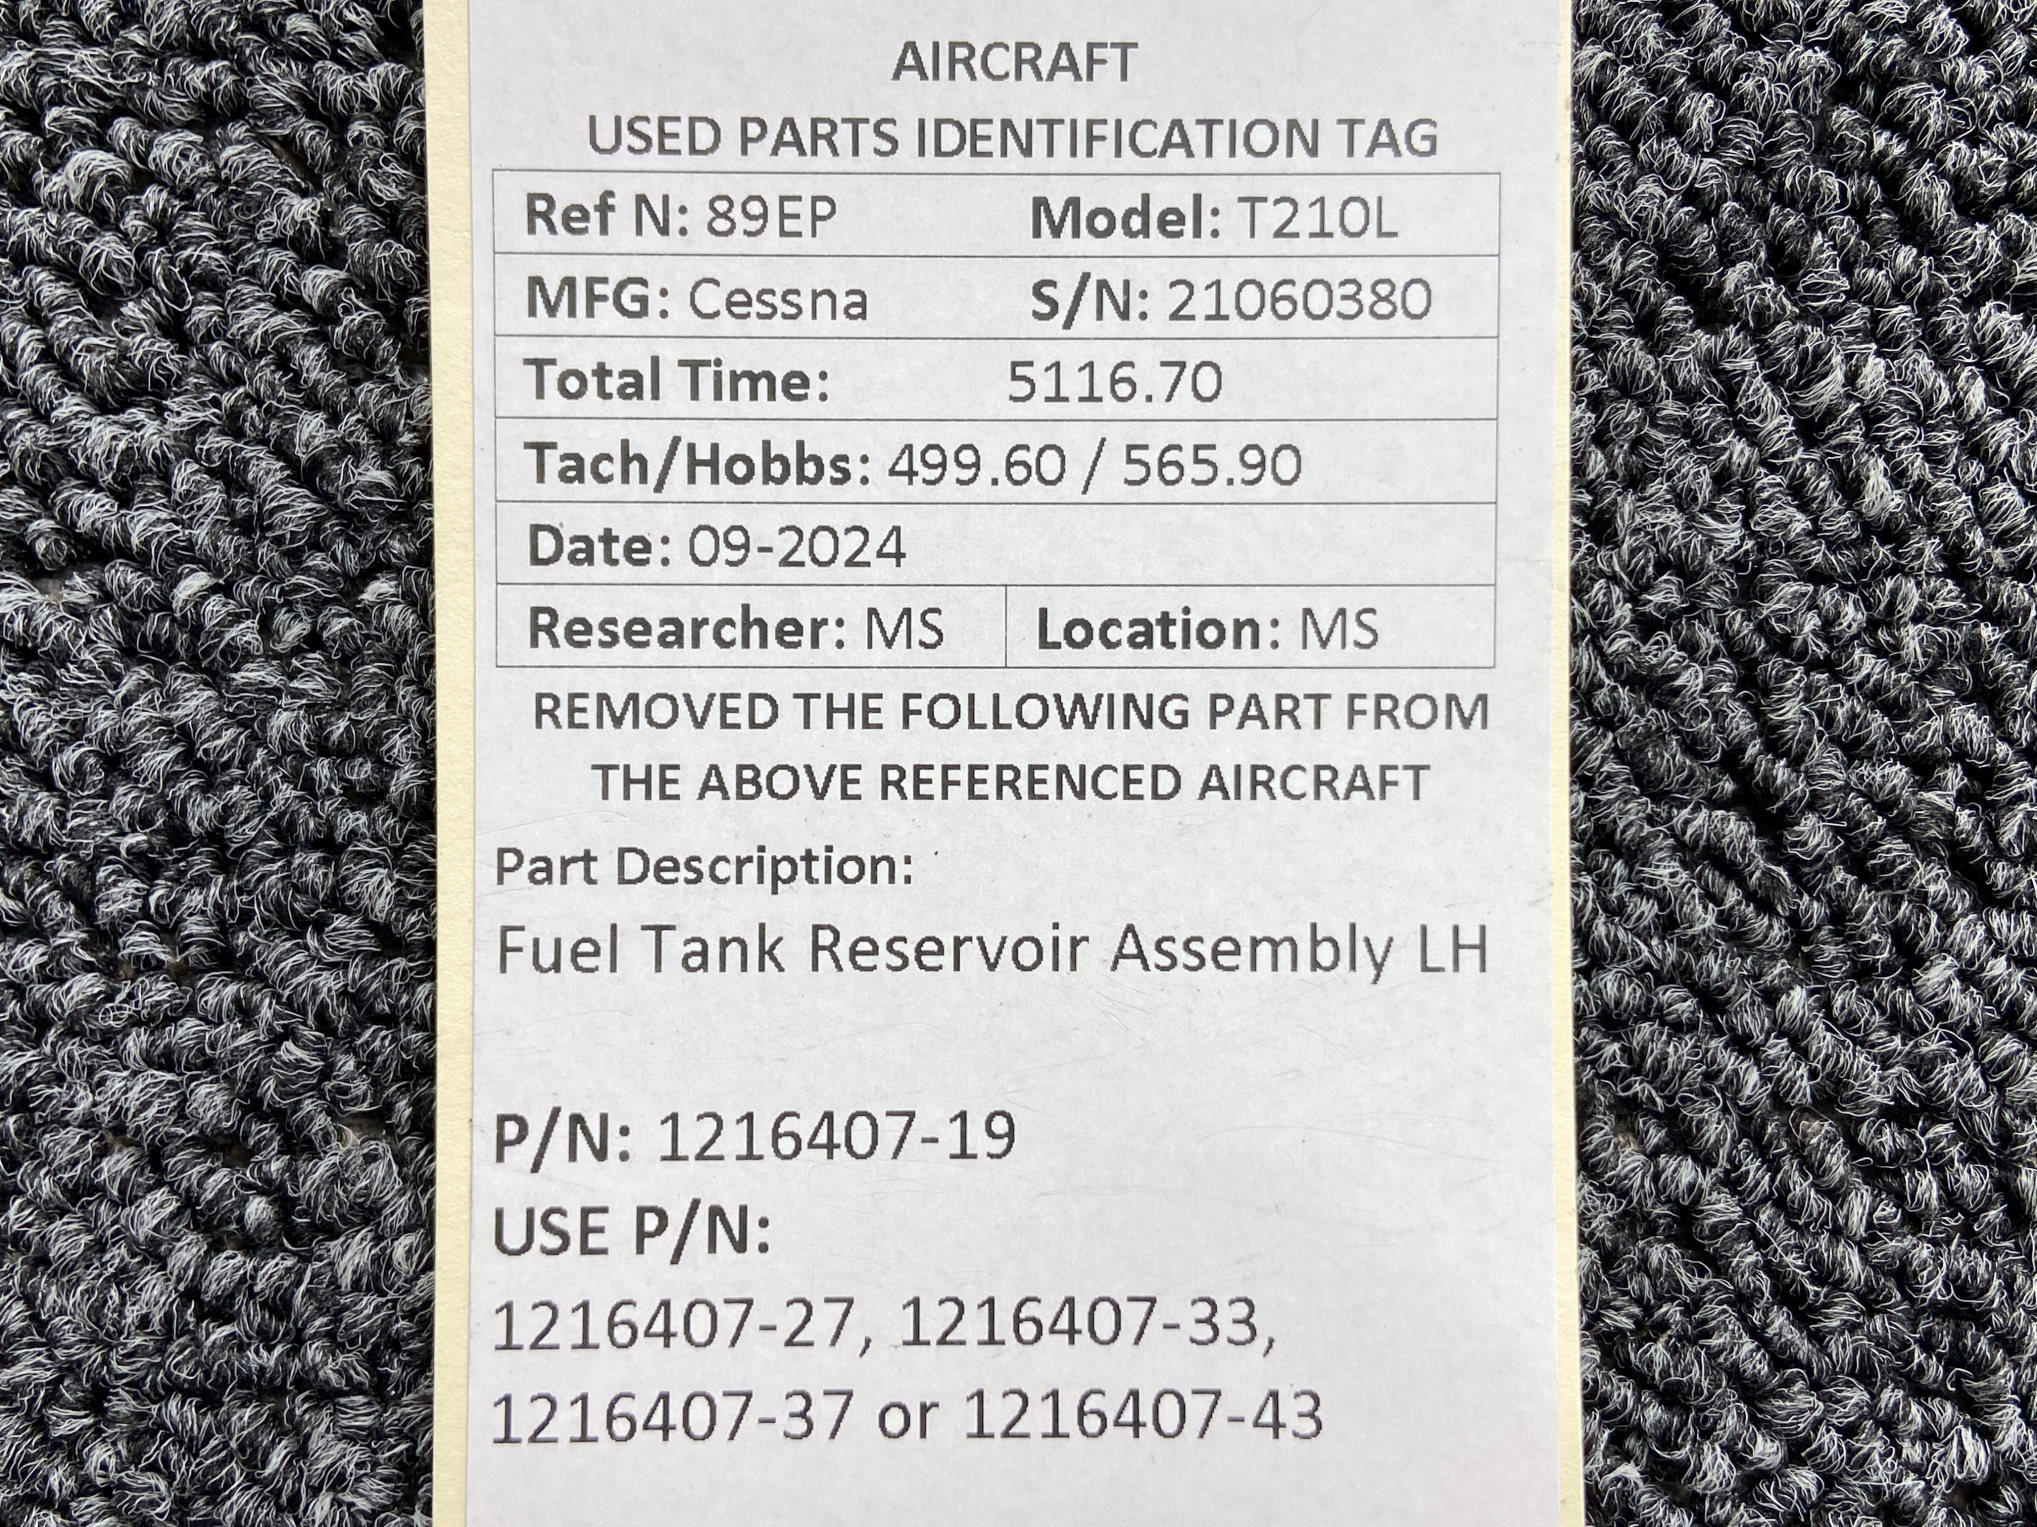 AIRCRAFT
USED PARTS IDENTIFICATION TAG
Ref N: 89EP Model: T210L
MFG: Cessna S/N: 21060380
Total Time: 5116.70
Tach/Hobbs: 499.60 / 565.90
Date: 09-2024
Researcher: MS Location: MS
REMOVED THE FOLLOWING PART FROM
THE ABOVE REFERENCED AIRCRAFT
Part Description:
Fuel Tank Reservoir Assembly LH
P/N: 1216407-19
USE P/N:
1216407-27, 1216407-33,
1216407-37 or 1216407-43